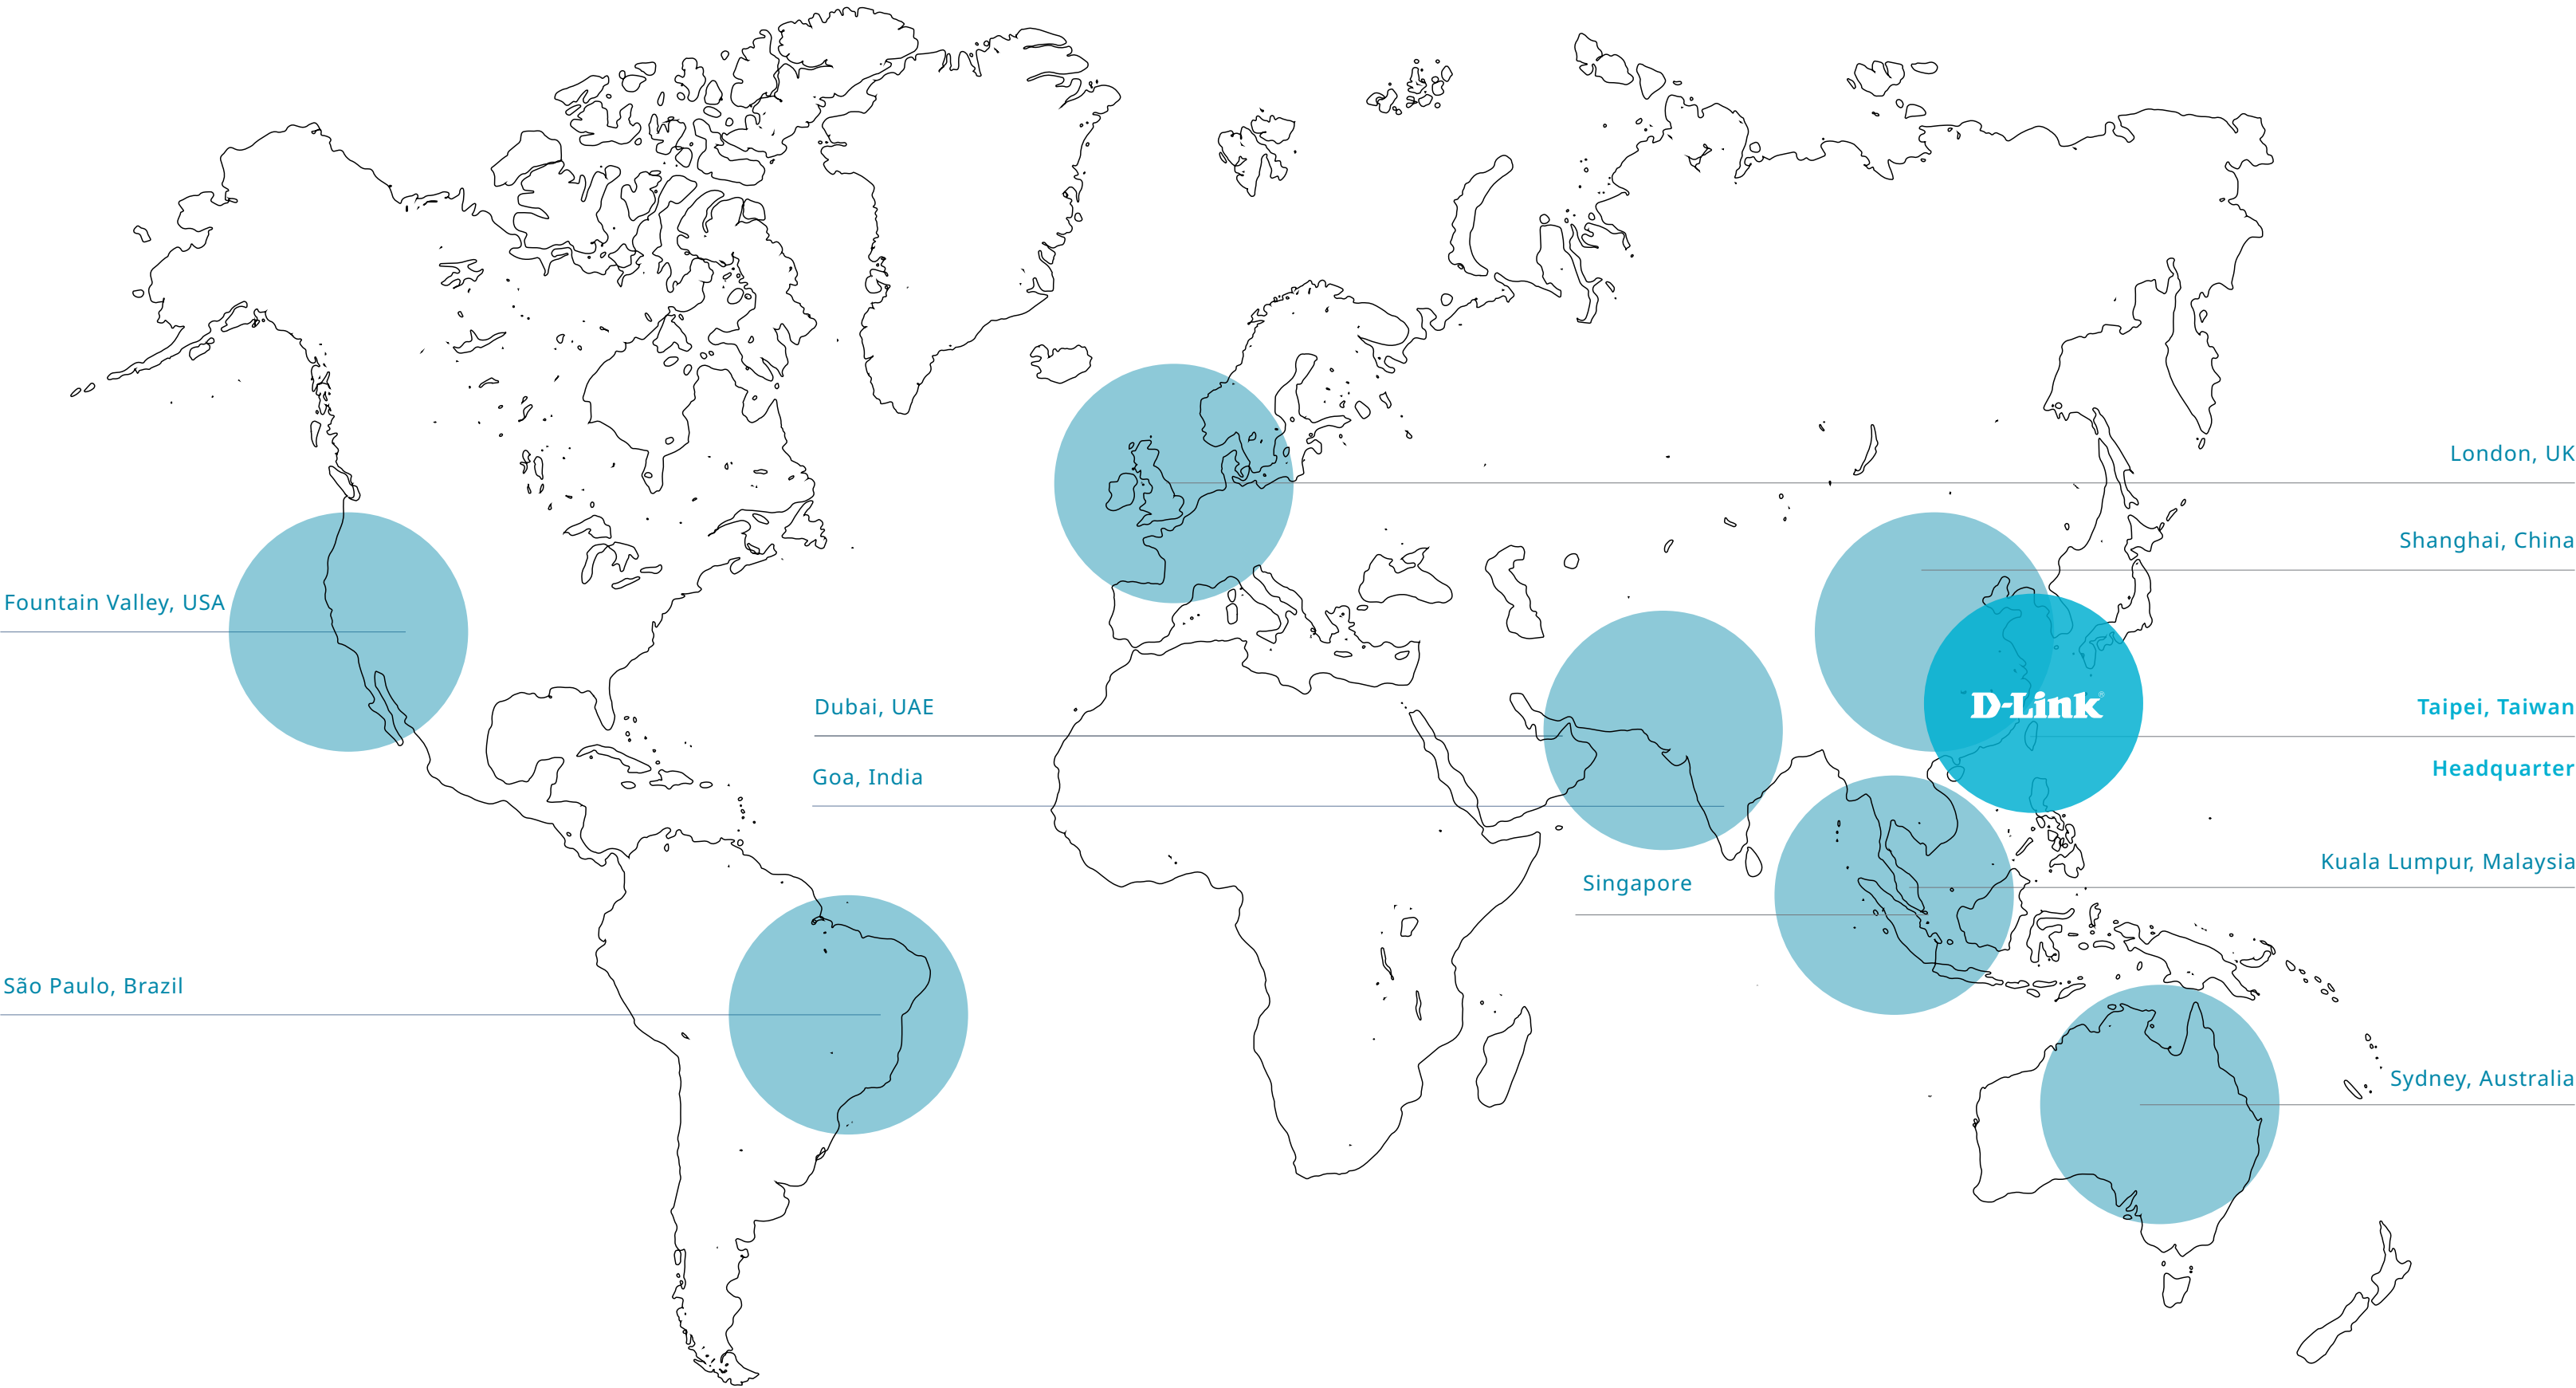 London, UK
Shanghai, China
Fountain Valley, USA
Dubai, UAE
D-Link®
Taipei, Taiwan
Headquarter
Goa, India
Kuala Lumpur, Malaysia
Singapore
São Paulo, Brazil
Sydney, Australia